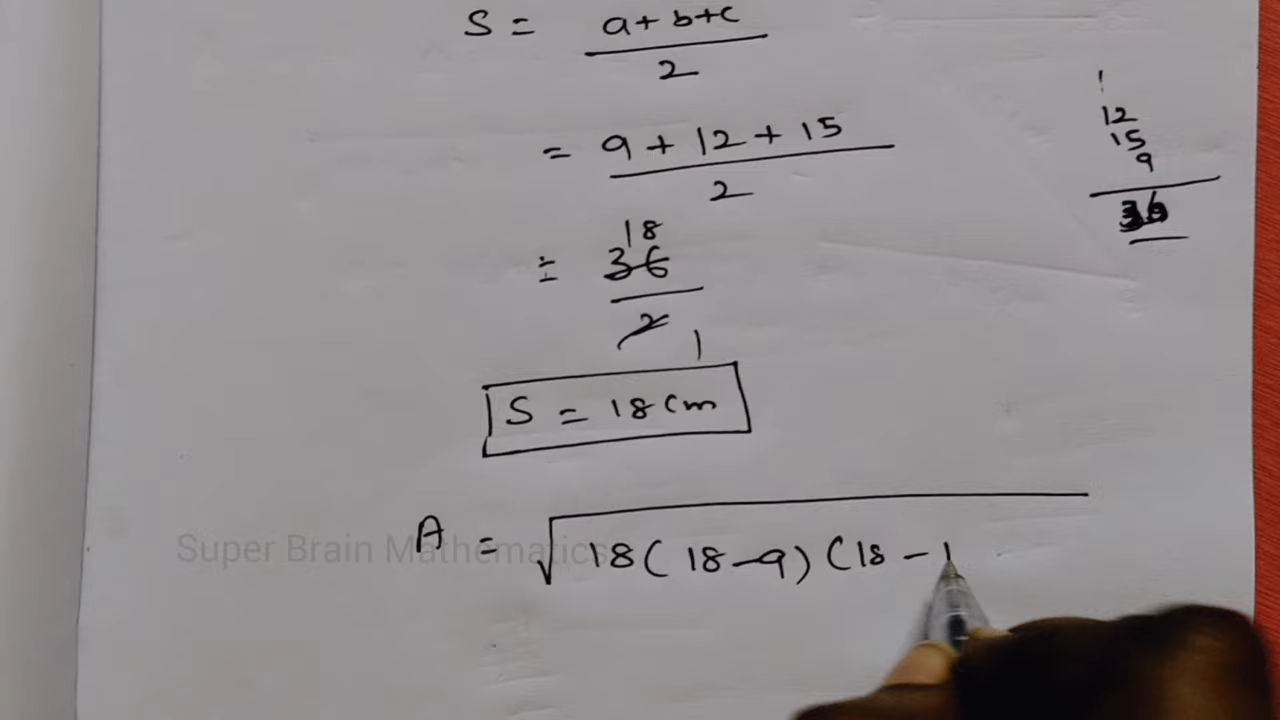 S = a+b+c
2
= 9 + 12 + 15
2
18
= 36
2
1
S = 18 cm
A = √18(18-9)(18-1
1
12
15
9
36
Super Brain Mathematics